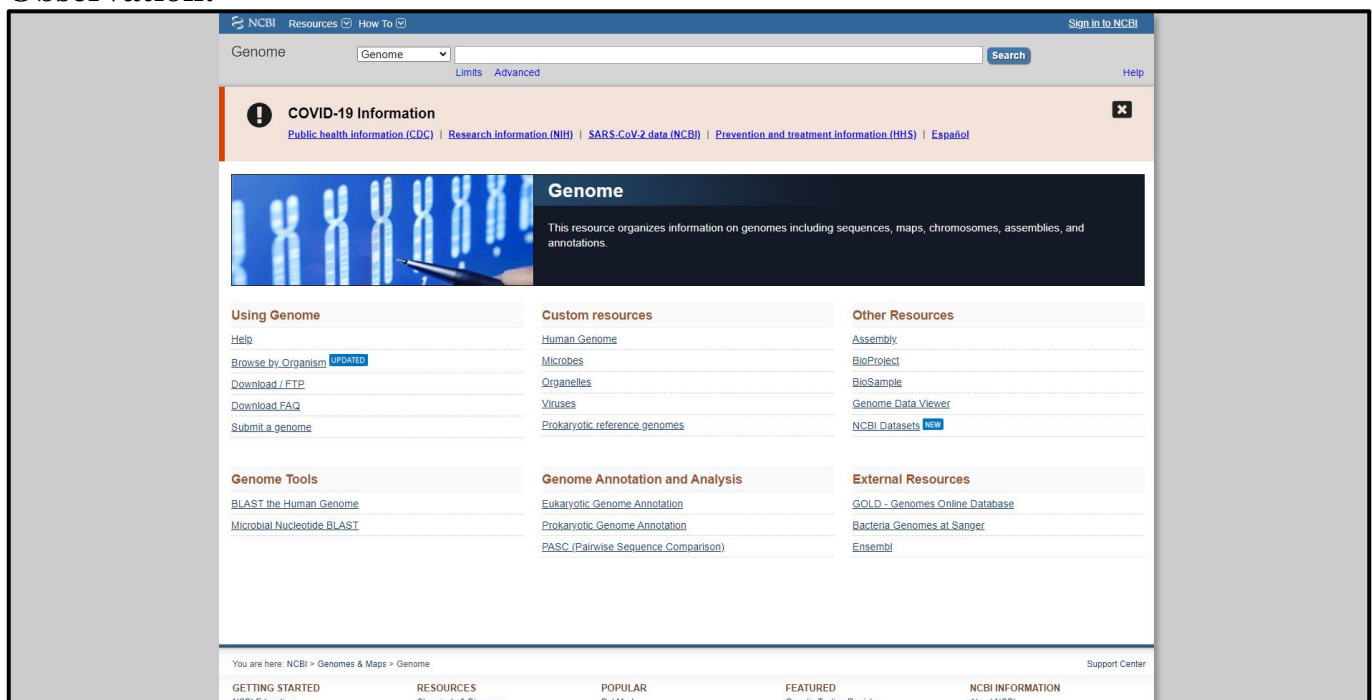 NCBI Resources How To Sign in to NCBI
Genome Genome Search
Limits Advanced Help
COVID-19 Information
Public health information (CDC) | Research information (NIH) | SARS-CoV-2 data (NCBI) | Prevention and treatment information (HHS) | Español
Genome
This resource organizes information on genomes including sequences, maps, chromosomes, assemblies, and
annotations.
Using Genome
Help
Browse by Organism UPDATED
Download / FTP
Download FAQ
Submit a genome
Custom resources
Human Genome
Microbes
Organelles
Viruses
Prokaryotic reference genomes
Other Resources
Assembly
BioProject
BioSample
Genome Data Viewer
NCBI Datasets NEW
Genome Tools
BLAST the Human Genome
Microbial Nucleotide BLAST
Genome Annotation and Analysis
Eukaryotic Genome Annotation
Prokaryotic Genome Annotation
PASC (Pairwise Sequence Comparison)
External Resources
GOLD - Genomes Online Database
Bacteria Genomes at Sanger
Ensembl
You are here: NCBI > Genomes & Maps > Genome Support Center
GETTING STARTED RESOURCES POPULAR FEATURED NCBI INFORMATION